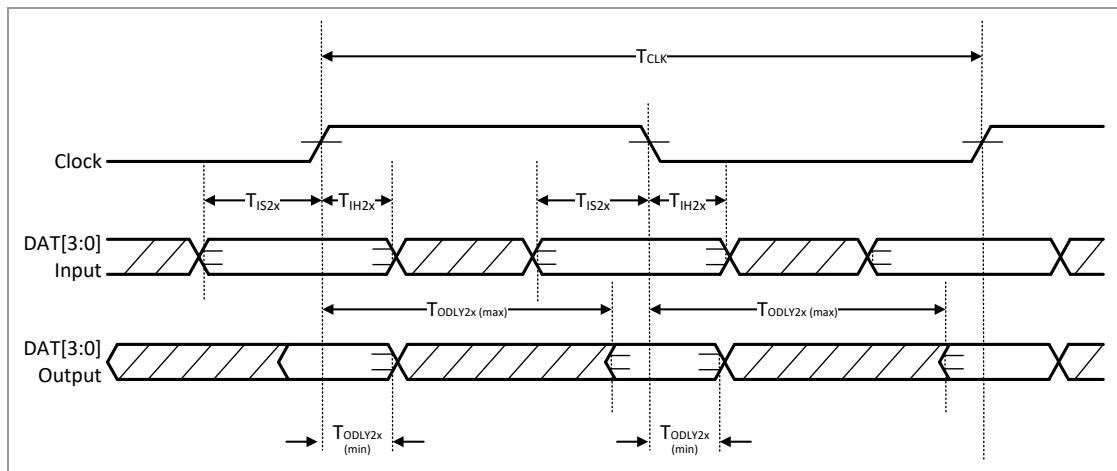 TCLK
Clock
TIS2x
TIH2x
TIS2x
TIH2x
DAT[3:0]
Input
TODLY2x (max)
TODLY2x (max)
DAT[3:0]
Output
TODLY2x
(min)
TODLY2x
(min)